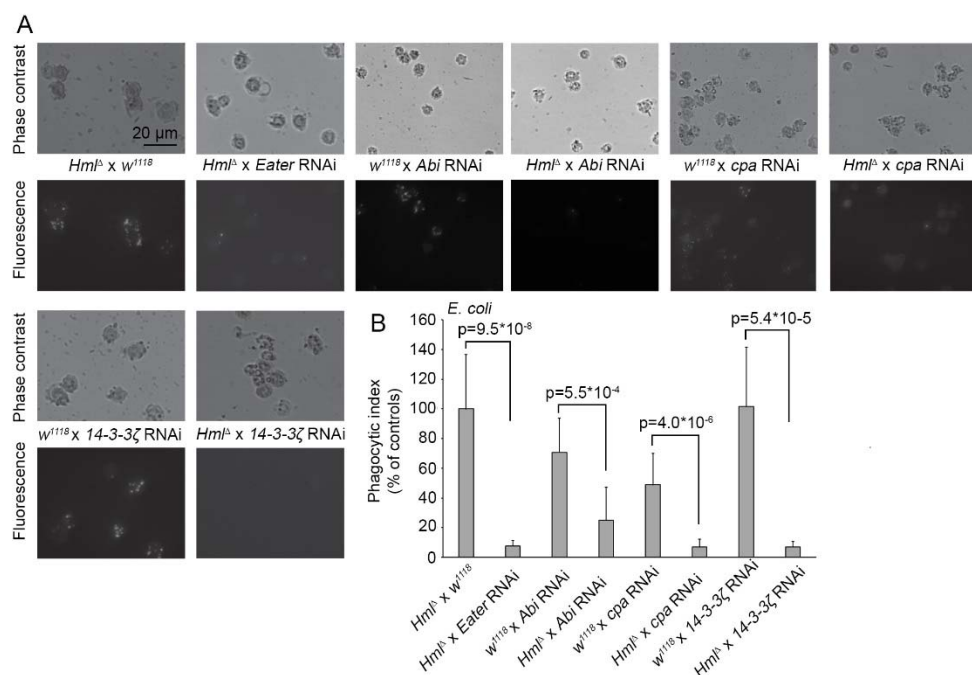 A
Phase contrast
20 µm
Hml^Δ x w^1118
Hml^Δ x Eater RNAi
w^1118 x Abi RNAi
Hml^Δ x Abi RNAi
w^1118 x cpa RNAi
Hml^Δ x cpa RNAi
Fluorescence
Phase contrast
w^1118 x 14-3-3ζ RNAi
Hml^Δ x 14-3-3ζ RNAi
Fluorescence
B
E. coli
Phagocytic index
(% of controls)
160
140
120
100
80
60
40
20
0
p=9.5*10^-8
p=5.5*10^-4
p=4.0*10^-6
p=5.4*10-5
Hml^Δ x w^1118
Hml^Δ x Eater RNAi
w^1118 x Abi RNAi
Hml^Δ x Abi RNAi
w^1118 x cpa RNAi
Hml^Δ x cpa RNAi
w^1118 x 14-3-3ζ RNAi
Hml^Δ x 14-3-3ζ RNAi